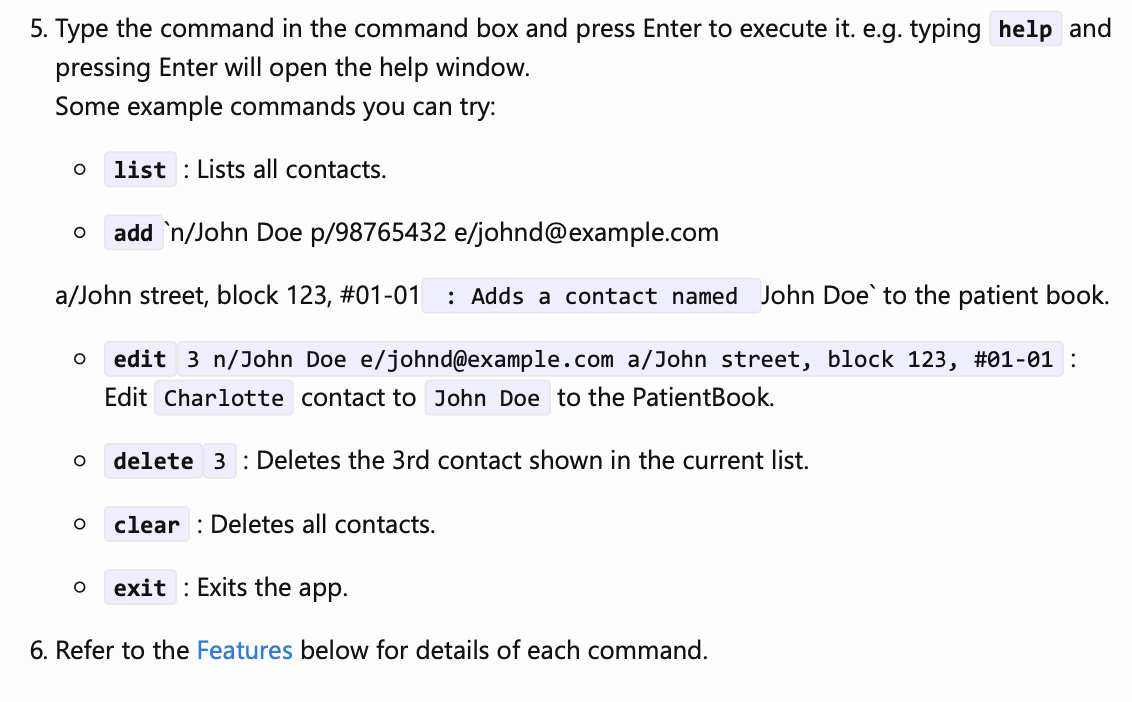 5. Type the command in the command box and press Enter to execute it. e.g. typing help and
pressing Enter will open the help window.
Some example commands you can try:
list : Lists all contacts.
add `n/John Doe p/98765432 e/johnd@example.com
a/John street, block 123, #01-01 : Adds a contact named John Doe` to the patient book.
edit 3 n/John Doe e/johnd@example.com a/John street, block 123, #01-01 :
Edit Charlotte contact to John Doe to the PatientBook.
delete 3 : Deletes the 3rd contact shown in the current list.
clear : Deletes all contacts.
exit : Exits the app.
6. Refer to the Features below for details of each command.